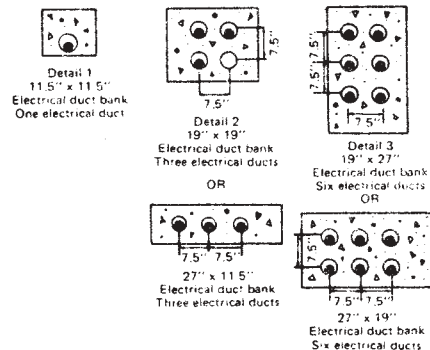 Detail 1
11.5" x 11.5"
Electrical duct bank
One electrical duct
7.5"
7.5"
Detail 2
19" x 19"
Electrical duct bank
Three electrical ducts
OR
7.5" 7.5"
27" x 11 5"
Electrical duct bank
Three electrical ducts
7.5"
7.5"
7.5"
Detail 3
19" x 27"
Electrical duct bank
Six electrical ducts
OR
7.5"
7.5" 7.5"
27" x 19"
Electrical duct bank
Six electrical ducts